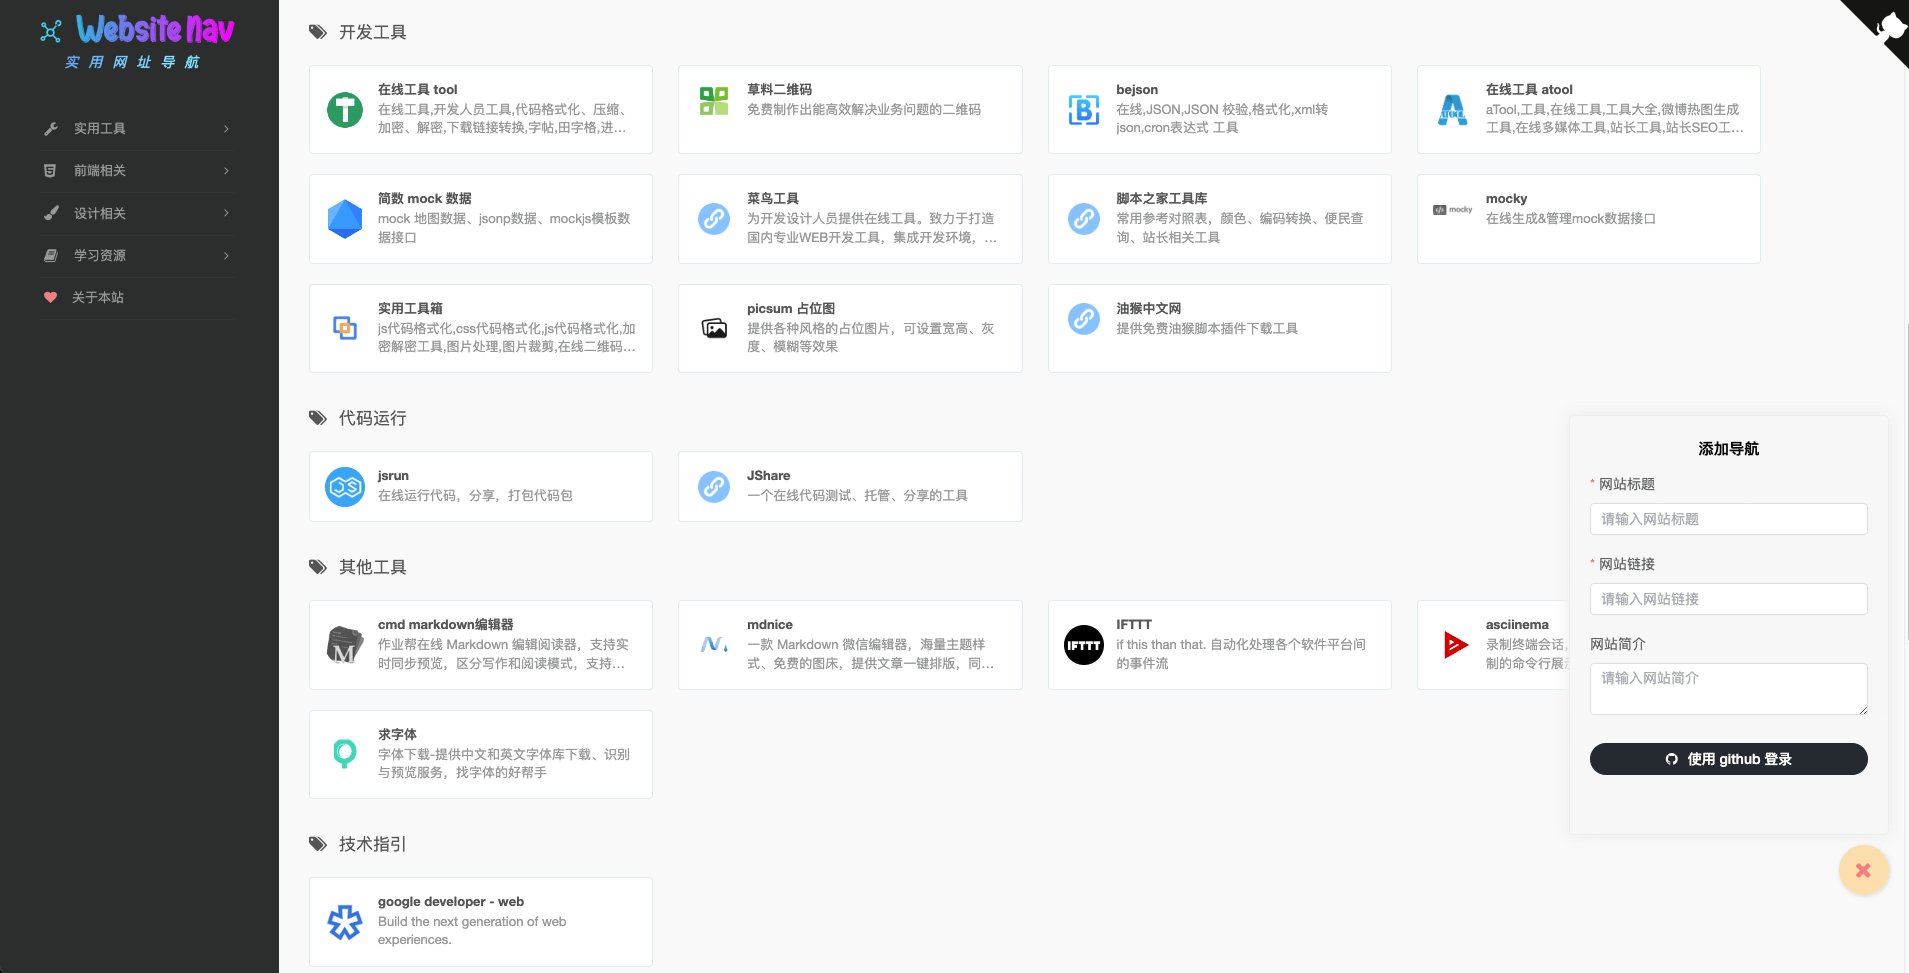 Website Nav
实用网址导航
实用工具
前端相关
设计相关
学习资源
关于本站
开发工具
在线工具 tool
在线工具,开发人员工具,代码格式化、压缩、
加密、解密,下载链接转换,字帖,田字格,进...
草料二维码
免费制作出能高效解决业务问题的二维码
bejson
在线,JSON,JSON 校验,格式化,xml转
json,cron表达式 工具
在线工具 atool
aTool,工具,在线工具,工具大全,微博热图生成
工具,在线多媒体工具,站长工具,站长SEO工...
简数 mock 数据
mock 地图数据、jsonp数据、mockjs模板数
据接口
菜鸟工具
为开发设计人员提供在线工具。致力于打造
国内专业WEB开发工具，集成开发环境，...
脚本之家工具库
常用参考对照表，颜色、编码转换、便民查
询、站长相关工具
mocky
mocky
在线生成&管理mock数据接口
实用工具箱
js代码格式化,css代码格式化,js代码格式化,加
密解密工具,图片处理,图片裁剪,在线二维码...
picsum 占位图
提供各种风格的占位图片，可设置宽高、灰
度、模糊等效果
油猴中文网
提供免费油猴脚本插件下载工具
代码运行
jsrun
在线运行代码，分享，打包代码包
JShare
一个在线代码测试、托管、分享的工具
其他工具
cmd markdown编辑器
作业帮在线 Markdown 编辑阅读器，支持实
时同步预览，区分写作和阅读模式，支持...
mdnice
一款 Markdown 微信编辑器，海量主题样
式、免费的图床，提供文章一键排版，同...
IFTTT
IFTTT
if this than that. 自动化处理各个软件平台间
的事件流
asciinema
录制终端会话,
制的命令行展
求字体
字体下载-提供中文和英文字体库下载、识别
与预览服务，找字体的好帮手
技术指引
google developer - web
Build the next generation of web
experiences.
添加导航
* 网站标题
请输入网站标题
* 网站链接
请输入网站链接
网站简介
请输入网站简介
使用 github 登录